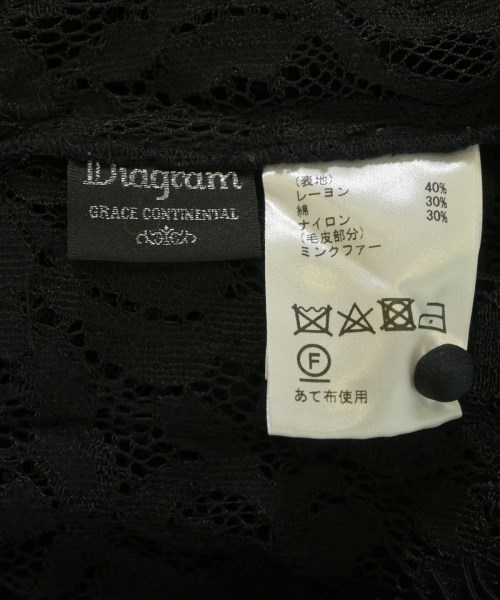 Diagram
GRACE CONTINENTAL
(表地)
レーヨン 40%
綿 30%
ナイロン 30%
(毛皮部分)
ミンクファー
F
あて布使用